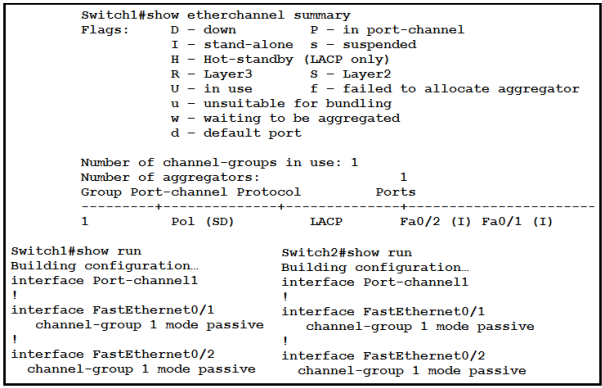 Switch1#show etherchannel summary
Flags: D - down P - in port-channel
I - stand-alone s - suspended
H - Hot-standby (LACP only)
R - Layer3 S - Layer2
U - in use f - failed to allocate aggregator
u - unsuitable for bundling
w - waiting to be aggregated
d - default port
Number of channel-groups in use: 1
Number of aggregators: 1
Group Port-channel Protocol Ports
---------+--------------+---------------+------------------------
1 Po1 (SD) LACP Fa0/2 (I) Fa0/1 (I)
Switch1#show run
Building configuration…
interface Port-channel1
!
interface FastEthernet0/1
channel-group 1 mode passive
!
interface FastEthernet0/2
channel-group 1 mode passive
Switch2#show run
Building configuration…
interface Port-channel1
!
interface FastEthernet0/1
channel-group 1 mode passive
!
interface FastEthernet0/2
channel-group 1 mode passive